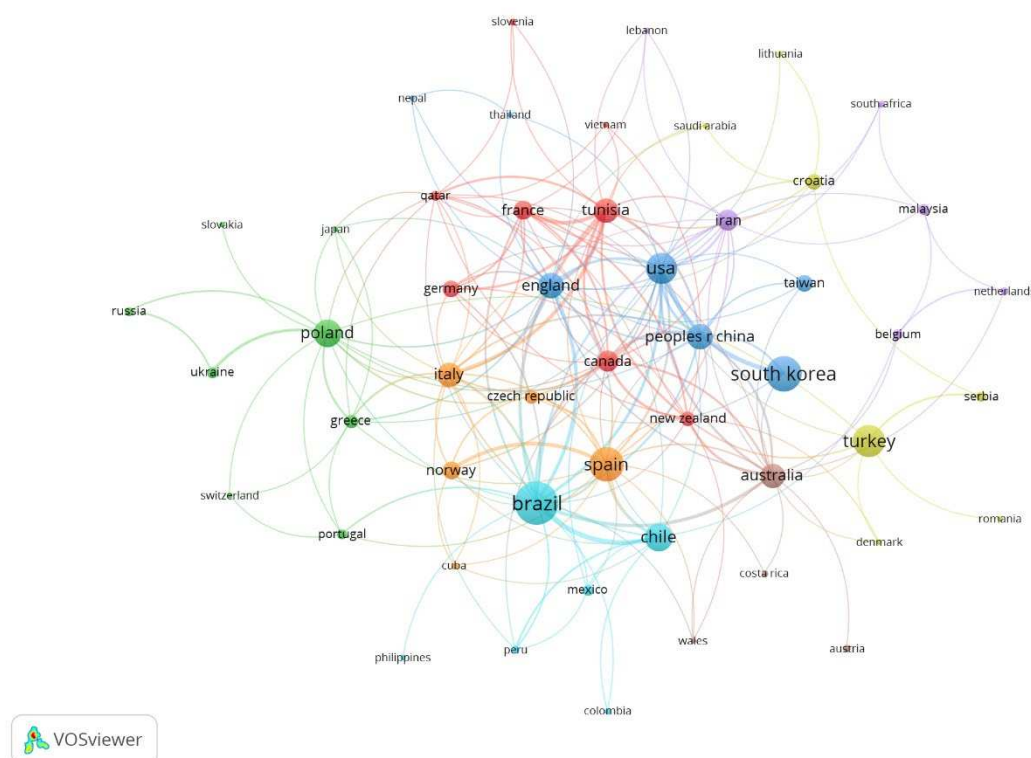 slovenia
lebanon
lithuania
nepal
thailand
vietnam
saudi arabia
south africa
qatar
france
tunisia
iran
croatia
malaysia
slovakia
japan
usa
england
germany
taiwan
netherland
russia
poland
peoples r china
belgium
ukraine
italy
canada
south korea
czech republic
serbia
greece
new zealand
turkey
norway
spain
australia
switzerland
brazil
romania
portugal
chile
denmark
cuba
costa rica
mexico
philippines
peru
wales
austria
colombia
VOSviewer